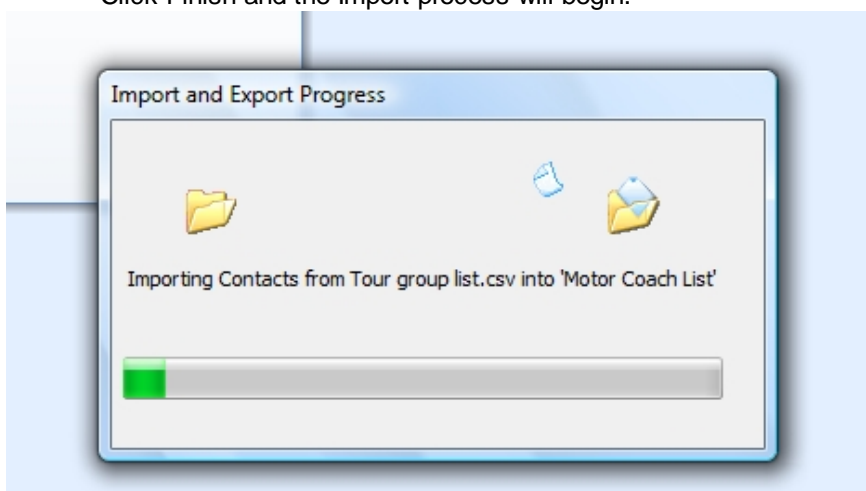 Click Finish and the import process will begin.
Import and Export Progress
Importing Contacts from Tour group list.csv into 'Motor Coach List'